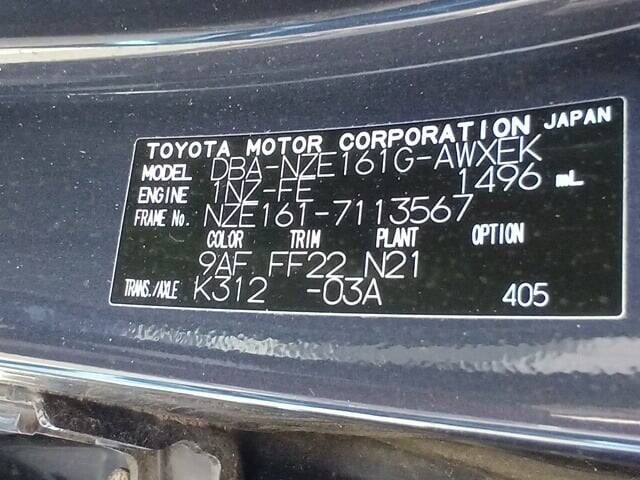 TOYOTA MOTOR CORPORATION JAPAN
MODEL DBA-NZE161G-AWXEK
ENGINE 1NZ-FE 1496 mL
FRAME No. NZE161-7113567
COLOR TRIM PLANT OPTION
9AF FF22 N21
TRANS./AXLE K312 -03A 405